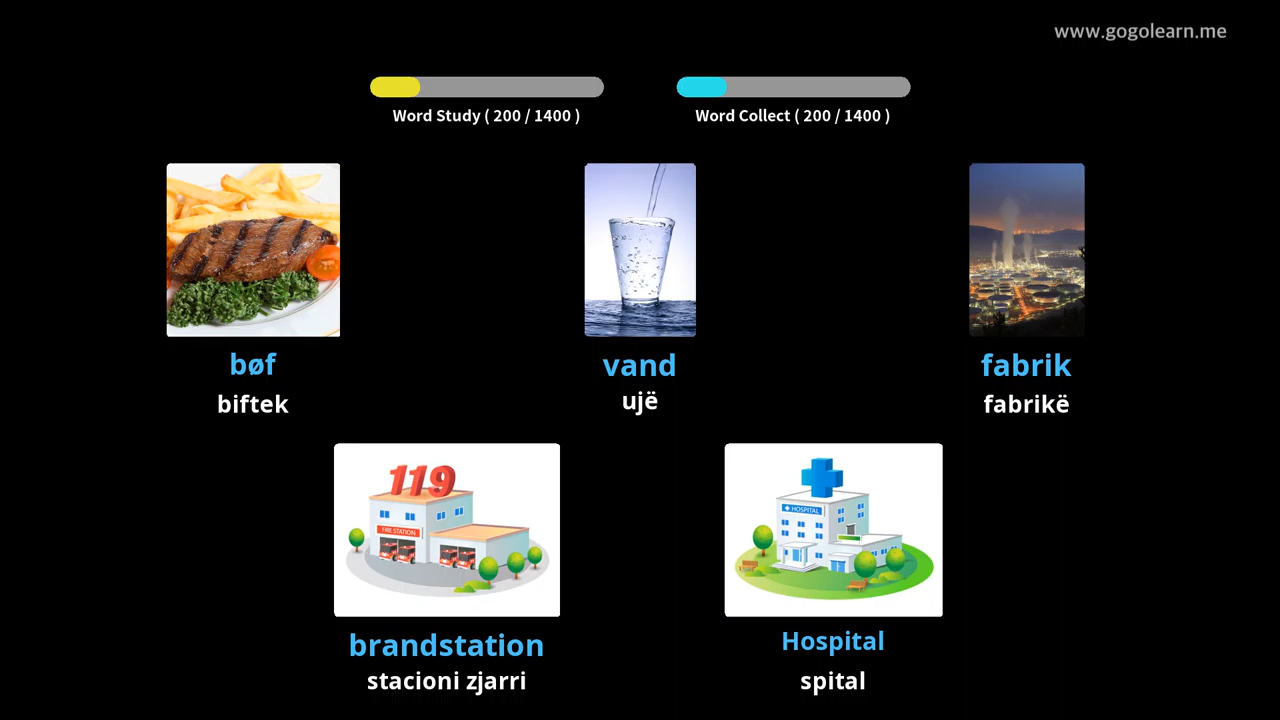 www.gogolearn.me
Word Study ( 200 / 1400 )
Word Collect ( 200 / 1400 )
bøf
biftek
vand
ujë
fabrik
fabrikë
119
FIRE STATION
brandstation
stacioni zjarri
HOSPITAL
Hospital
spital